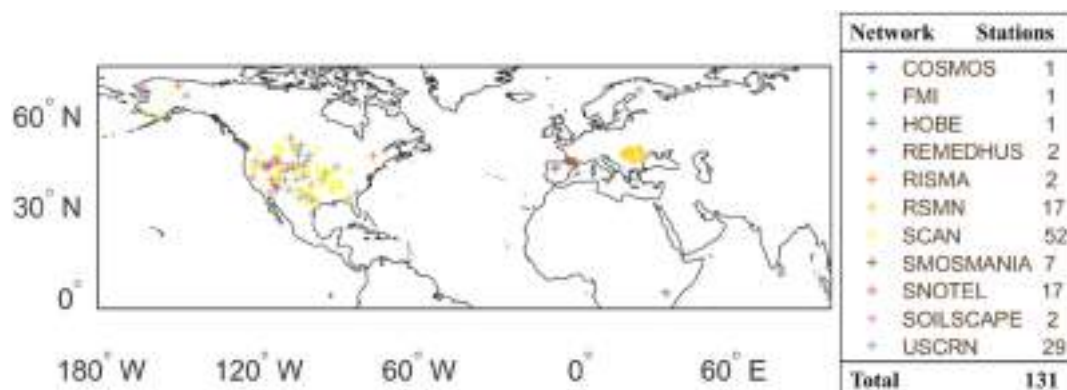 Network Stations
COSMOS 1
FMI 1
HOBE 1
REMEDHUS 2
RISMA 2
RSMN 17
SCAN 52
SMOSMANIA 7
SNOTEL 17
SOILSCAPE 2
USCRN 29
Total 131
60° N
30° N
0°
180° W 120° W 60° W 0° 60° E